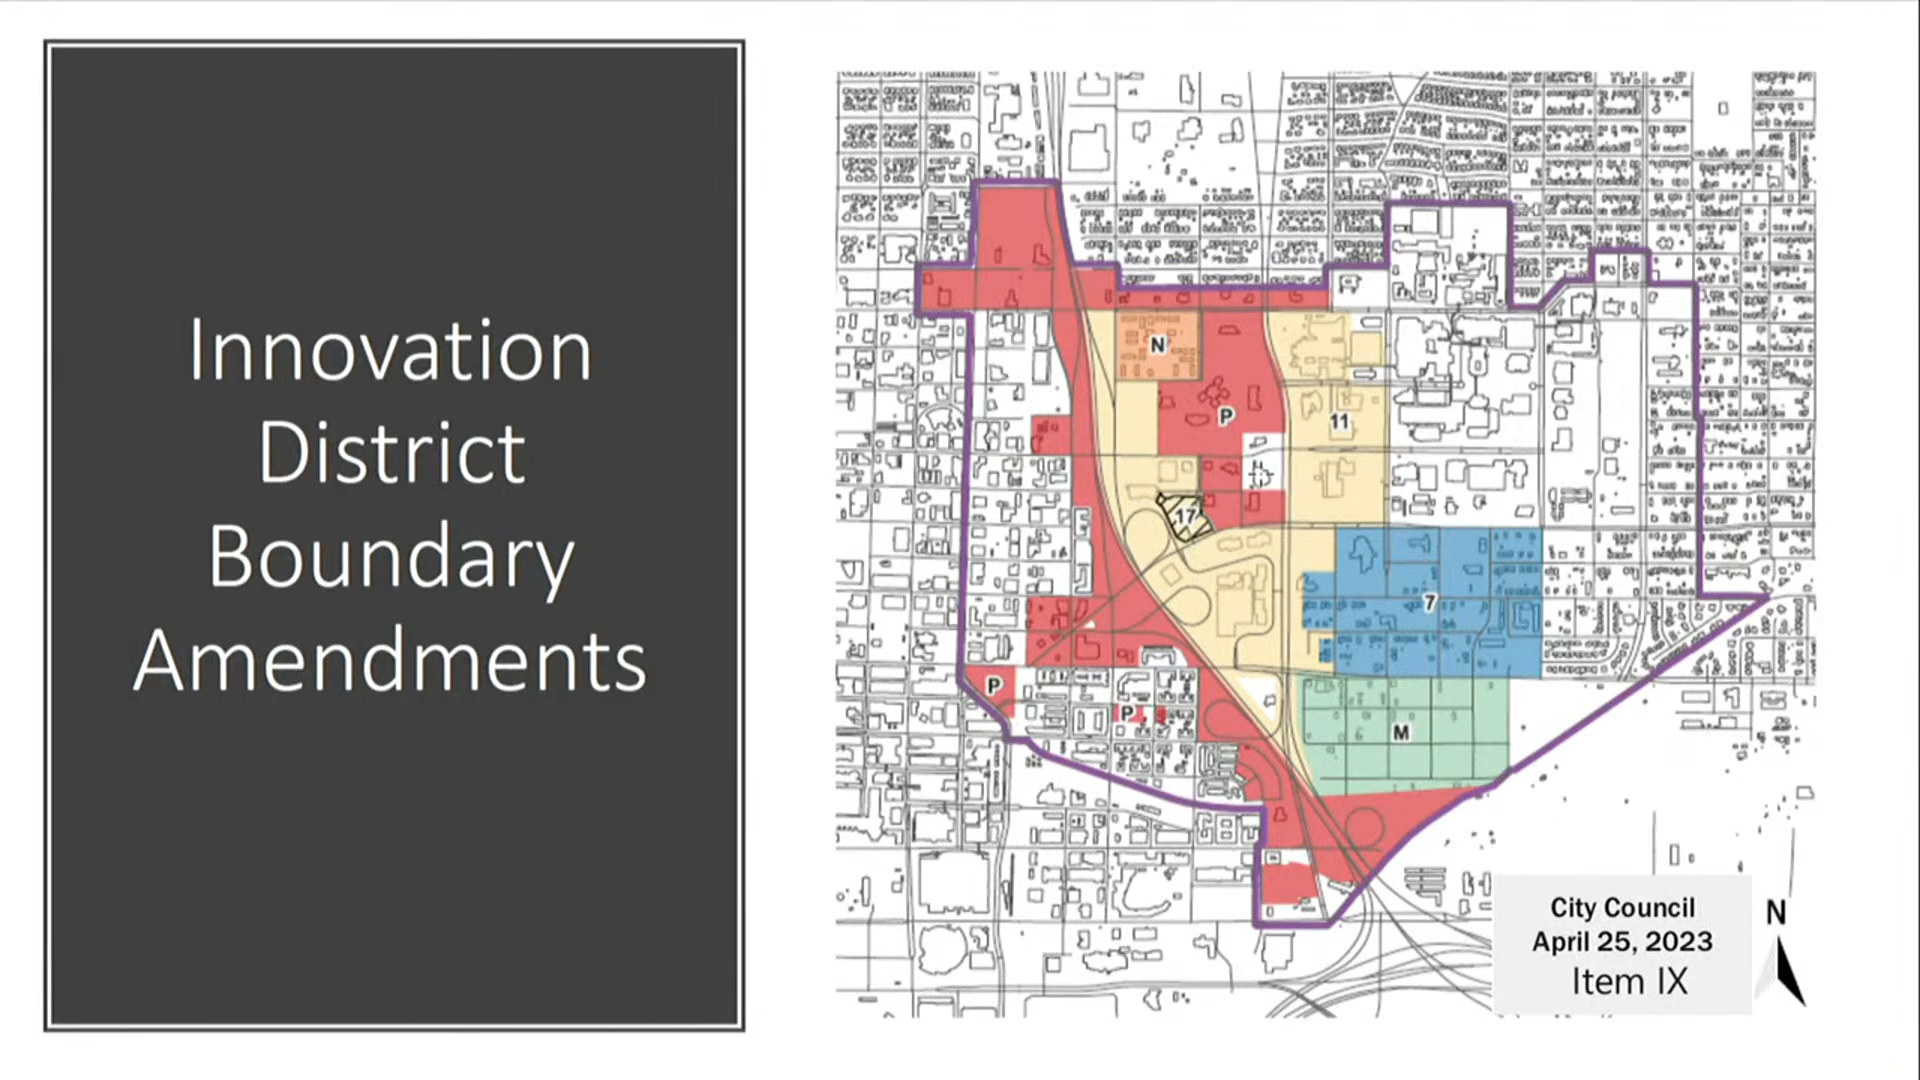 Innovation
District
Boundary
Amendments
N
P
11
17
7
P
P
M
City Council
April 25, 2023
Item IX
N